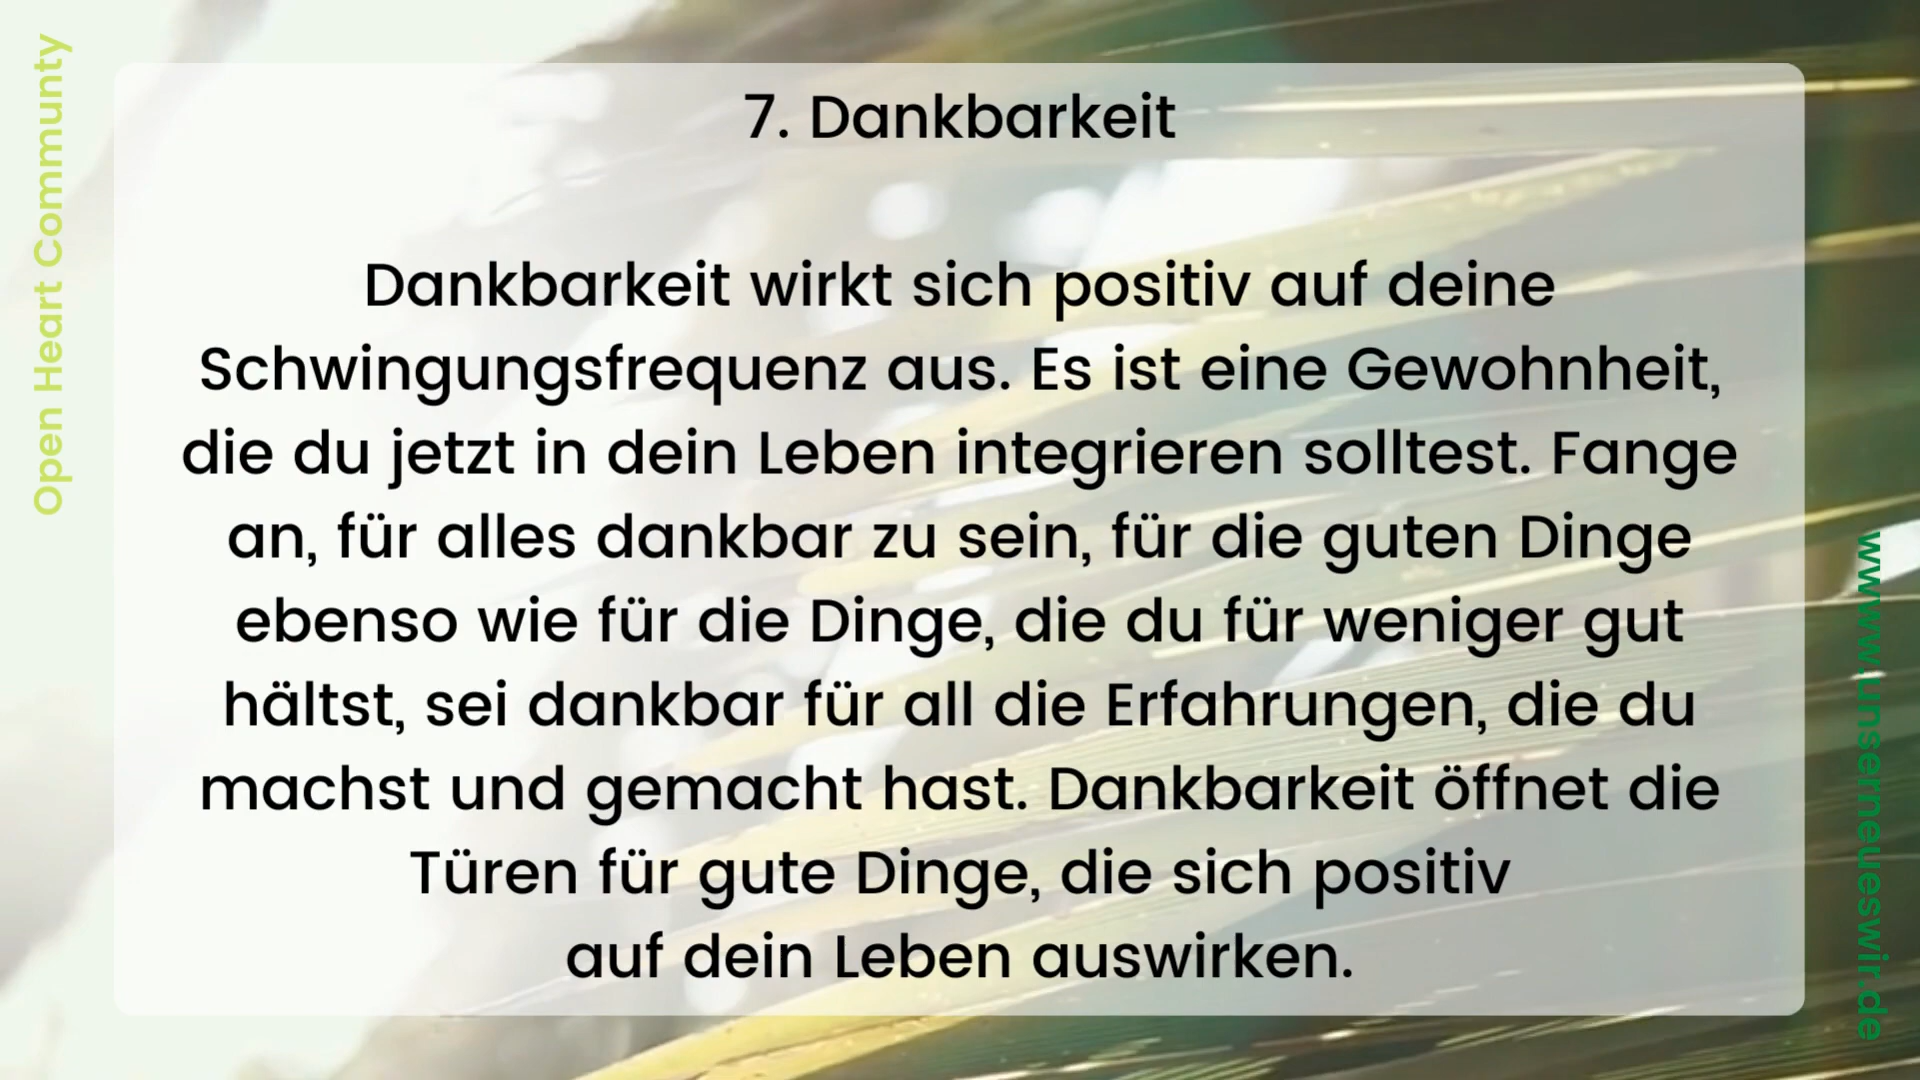 Open Heart Communty
7. Dankbarkeit
Dankbarkeit wirkt sich positiv auf deine
Schwingungsfrequenz aus. Es ist eine Gewohnheit,
die du jetzt in dein Leben integrieren solltest. Fange
an, für alles dankbar zu sein, für die guten Dinge
ebenso wie für die Dinge, die du für weniger gut
hältst, sei dankbar für all die Erfahrungen, die du
machst und gemacht hast. Dankbarkeit öffnet die
Türen für gute Dinge, die sich positiv
auf dein Leben auswirken.
www.unserneueswir.de